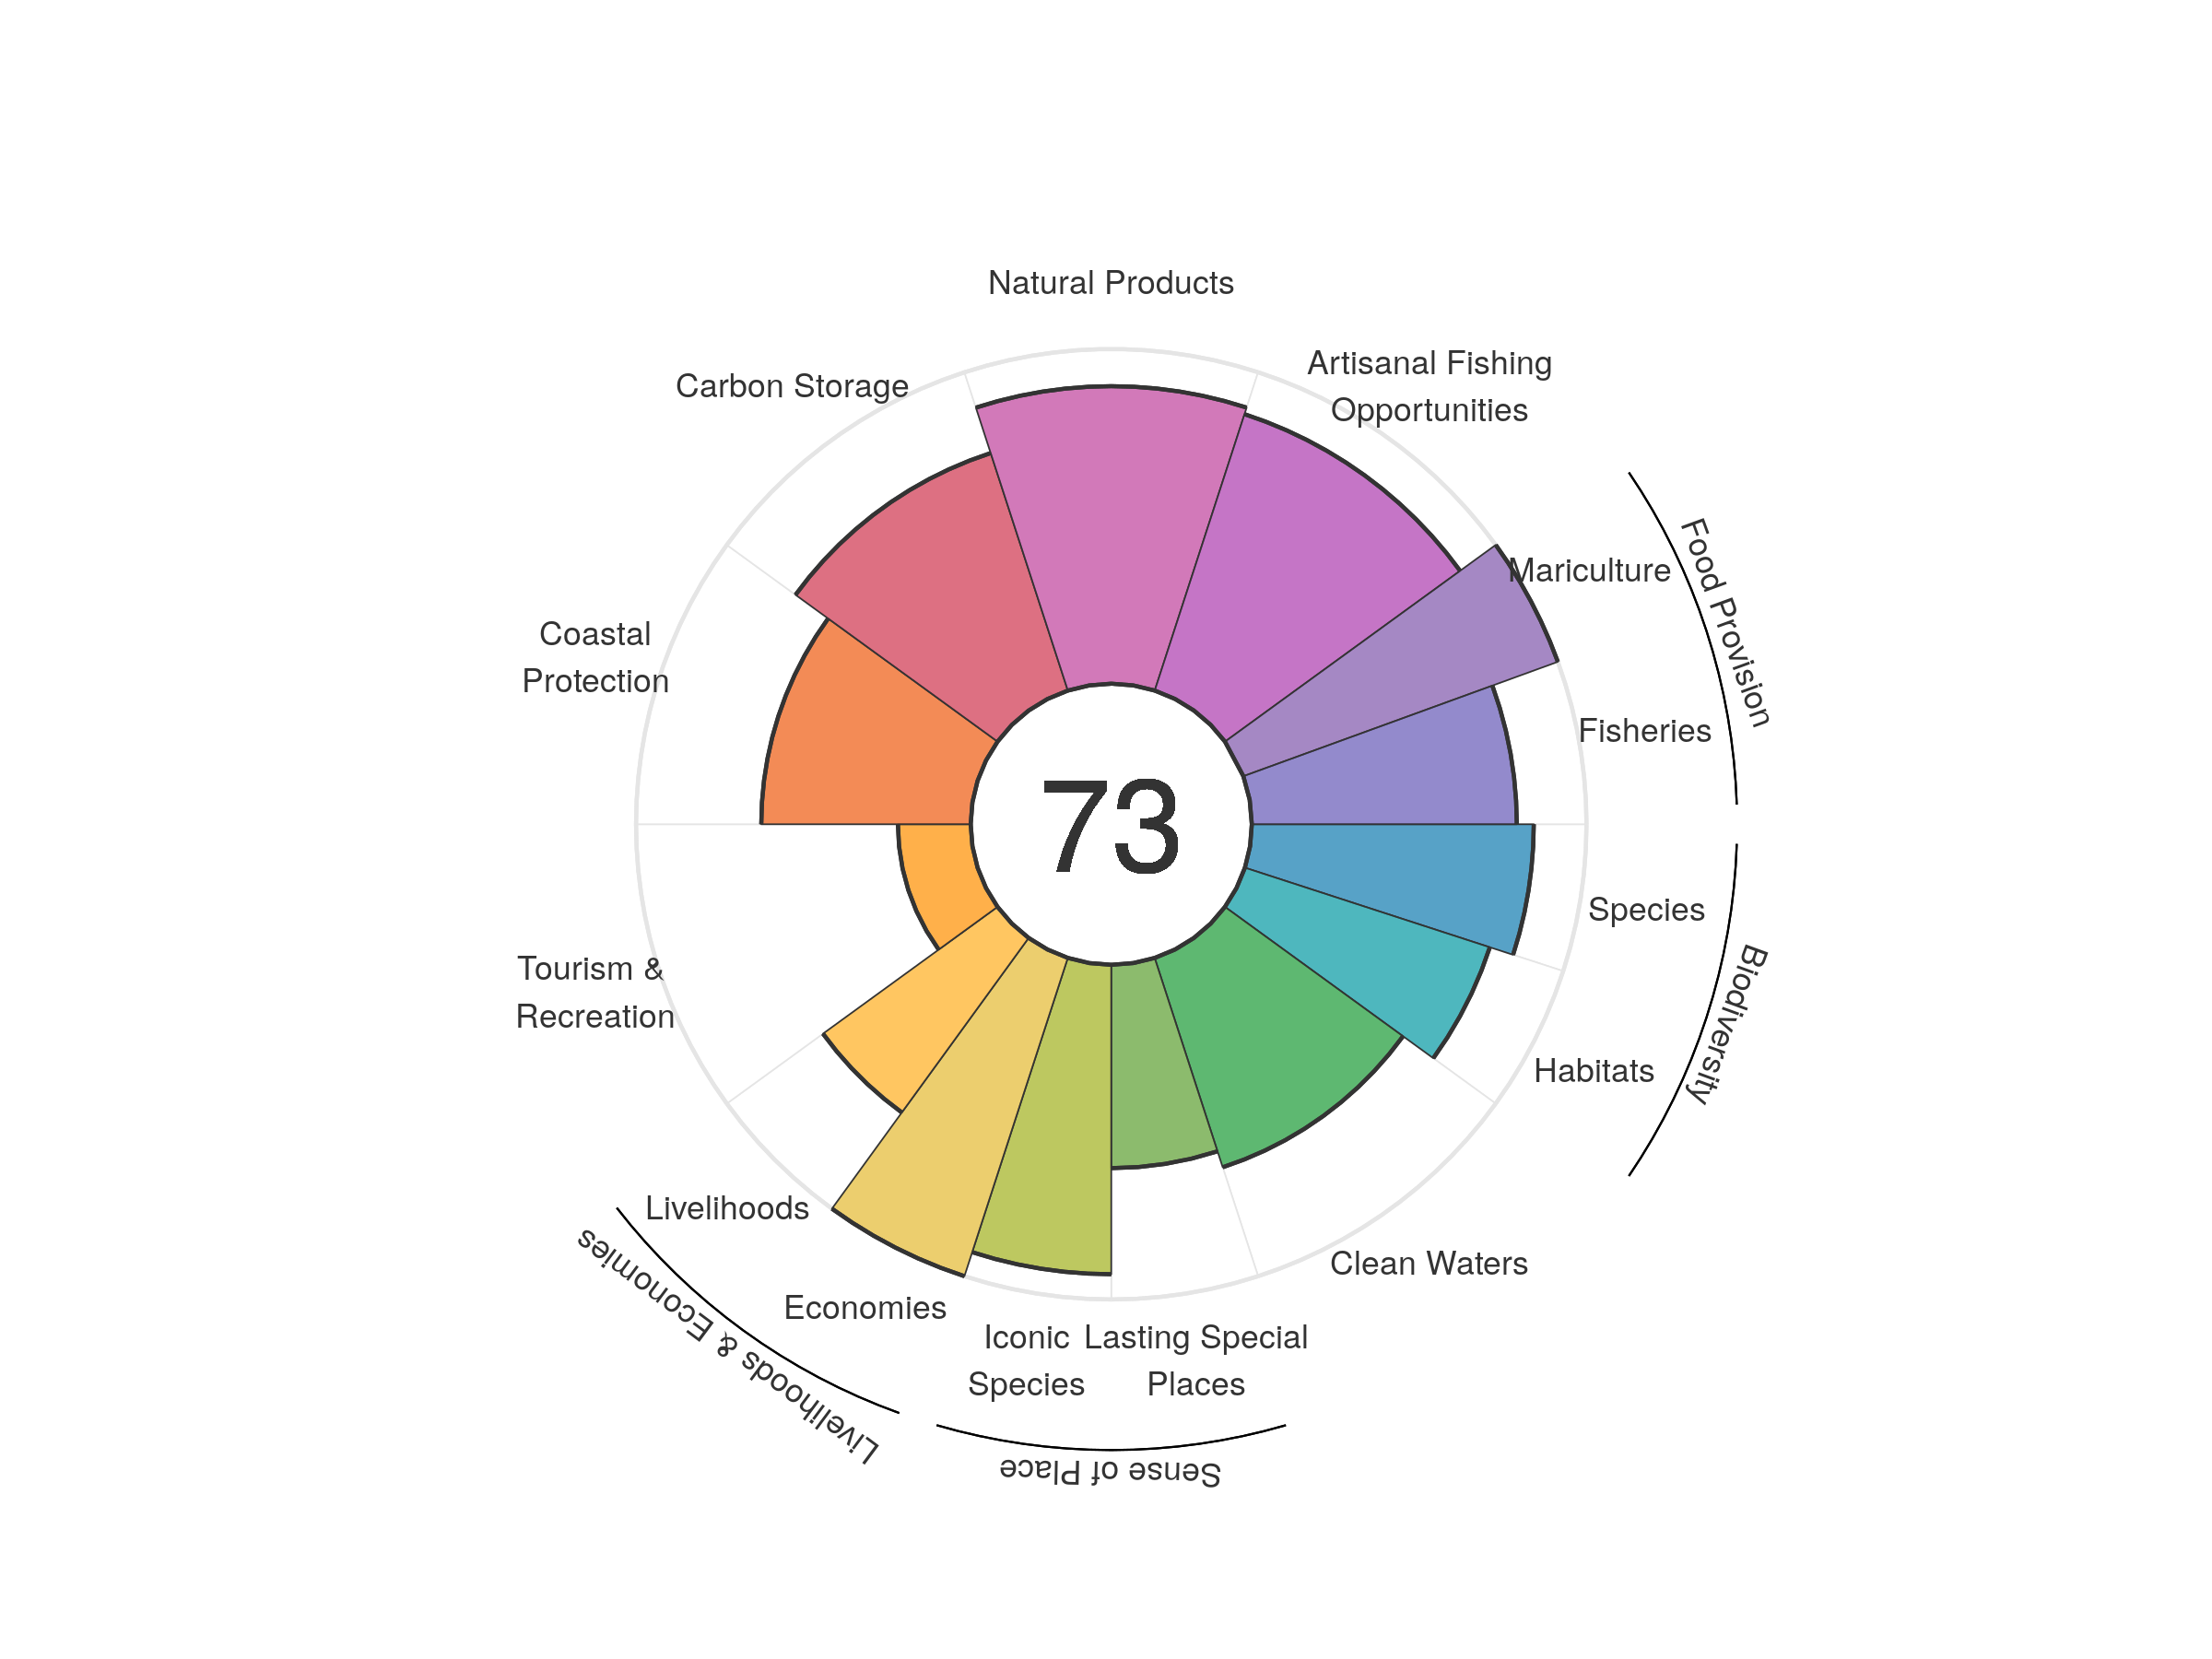 Natural Products
Artisanal Fishing
Opportunities
Carbon Storage
Mariculture
Food Provision
Fisheries
Coastal
Protection
73
Species
Biodiversity
Habitats
Tourism &
Recreation
Clean Waters
Livelihoods
Economies
Livelihoods & Economies
Iconic
Species
Lasting Special
Places
Sense of Place